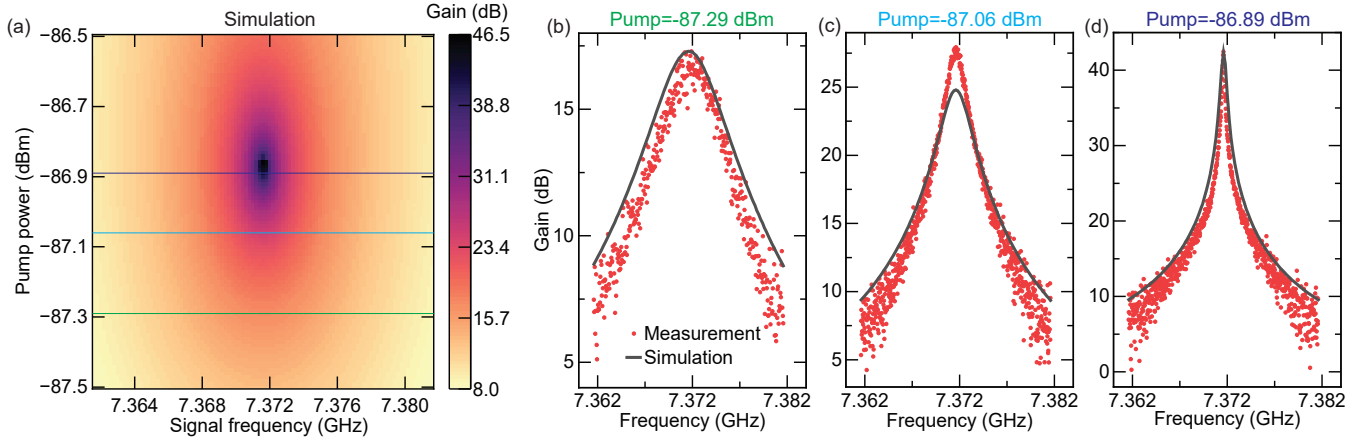 (a)
Simulation
Gain (dB)
Pump power (dBm)
−86.5
−86.7
−86.9
−87.1
−87.3
−87.5
7.364 7.368 7.372 7.376 7.380
Signal frequency (GHz)
46.5
38.8
31.1
23.4
15.7
8.0
(b)
Pump=-87.29 dBm
Gain (dB)
17
13
10
5
Measurement
Simulation
7.362 7.372 7.382
Frequency (GHz)
(c)
Pump=-87.06 dBm
25
20
17
15
13
10
5
7.362 7.372 7.382
Frequency (GHz)
(d)
Pump=-86.89 dBm
40
30
20
10
0
7.362 7.372 7.382
Frequency (GHz)